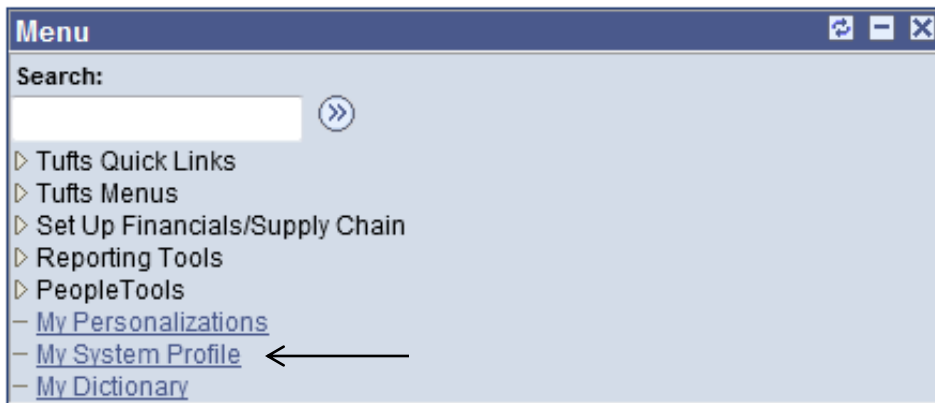 Menu
Search:
Tufts Quick Links
Tufts Menus
Set Up Financials/Supply Chain
Reporting Tools
PeopleTools
My Personalizations
My System Profile
My Dictionary